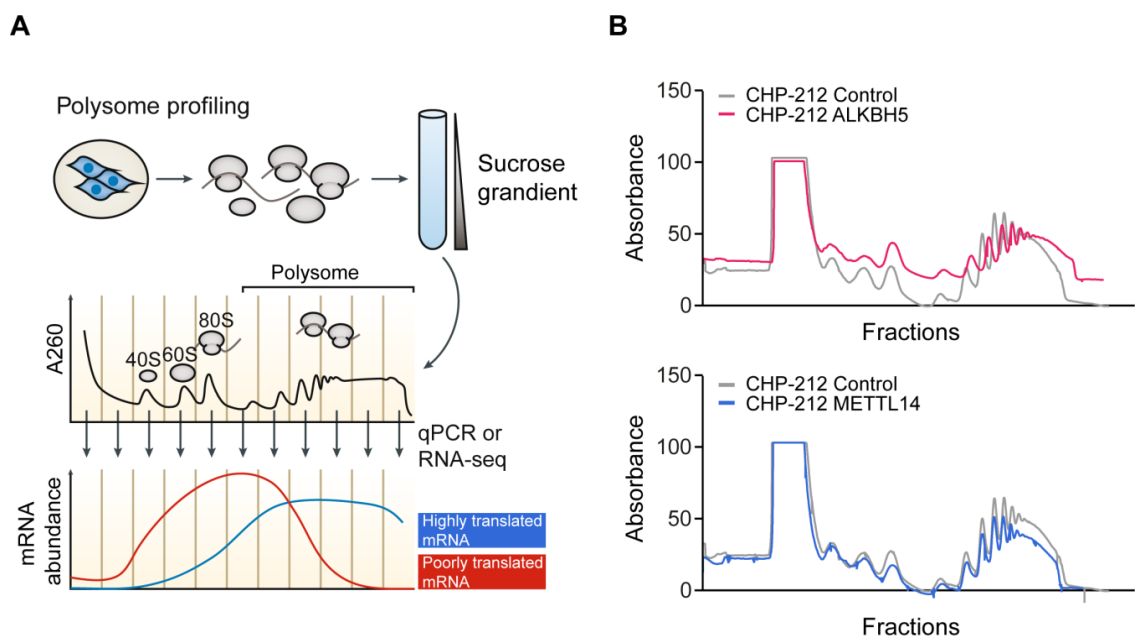 A
Polysome profiling
Sucrose
grandient
Polysome
A260
40S
60S
80S
qPCR or
RNA-seq
mRNA
abundance
Highly translated
mRNA
Poorly translated
mRNA
B
150
100
50
0
Absorbance
CHP-212 Control
CHP-212 ALKBH5
Fractions
150
100
50
0
Absorbance
CHP-212 Control
CHP-212 METTL14
Fractions